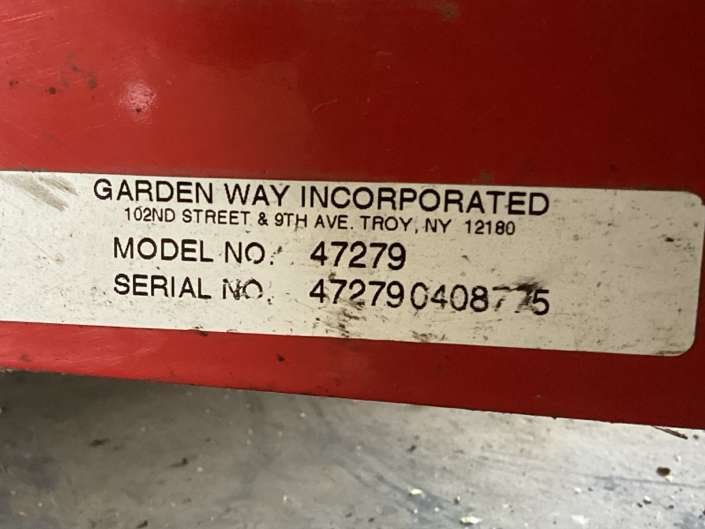 GARDEN WAY INCORPORATED
102ND STREET & 9TH AVE. TROY, NY 12180
MODEL NO. 47279
SERIAL NO. 472790408775